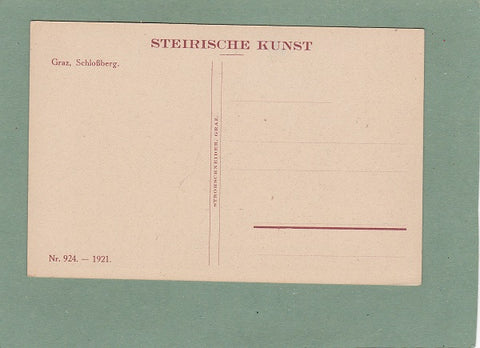 STEIRISCHE KUNST
Graz, Schloßberg.
STROHSCHNEIDER, GRAZ.
Nr. 924. — 1921.